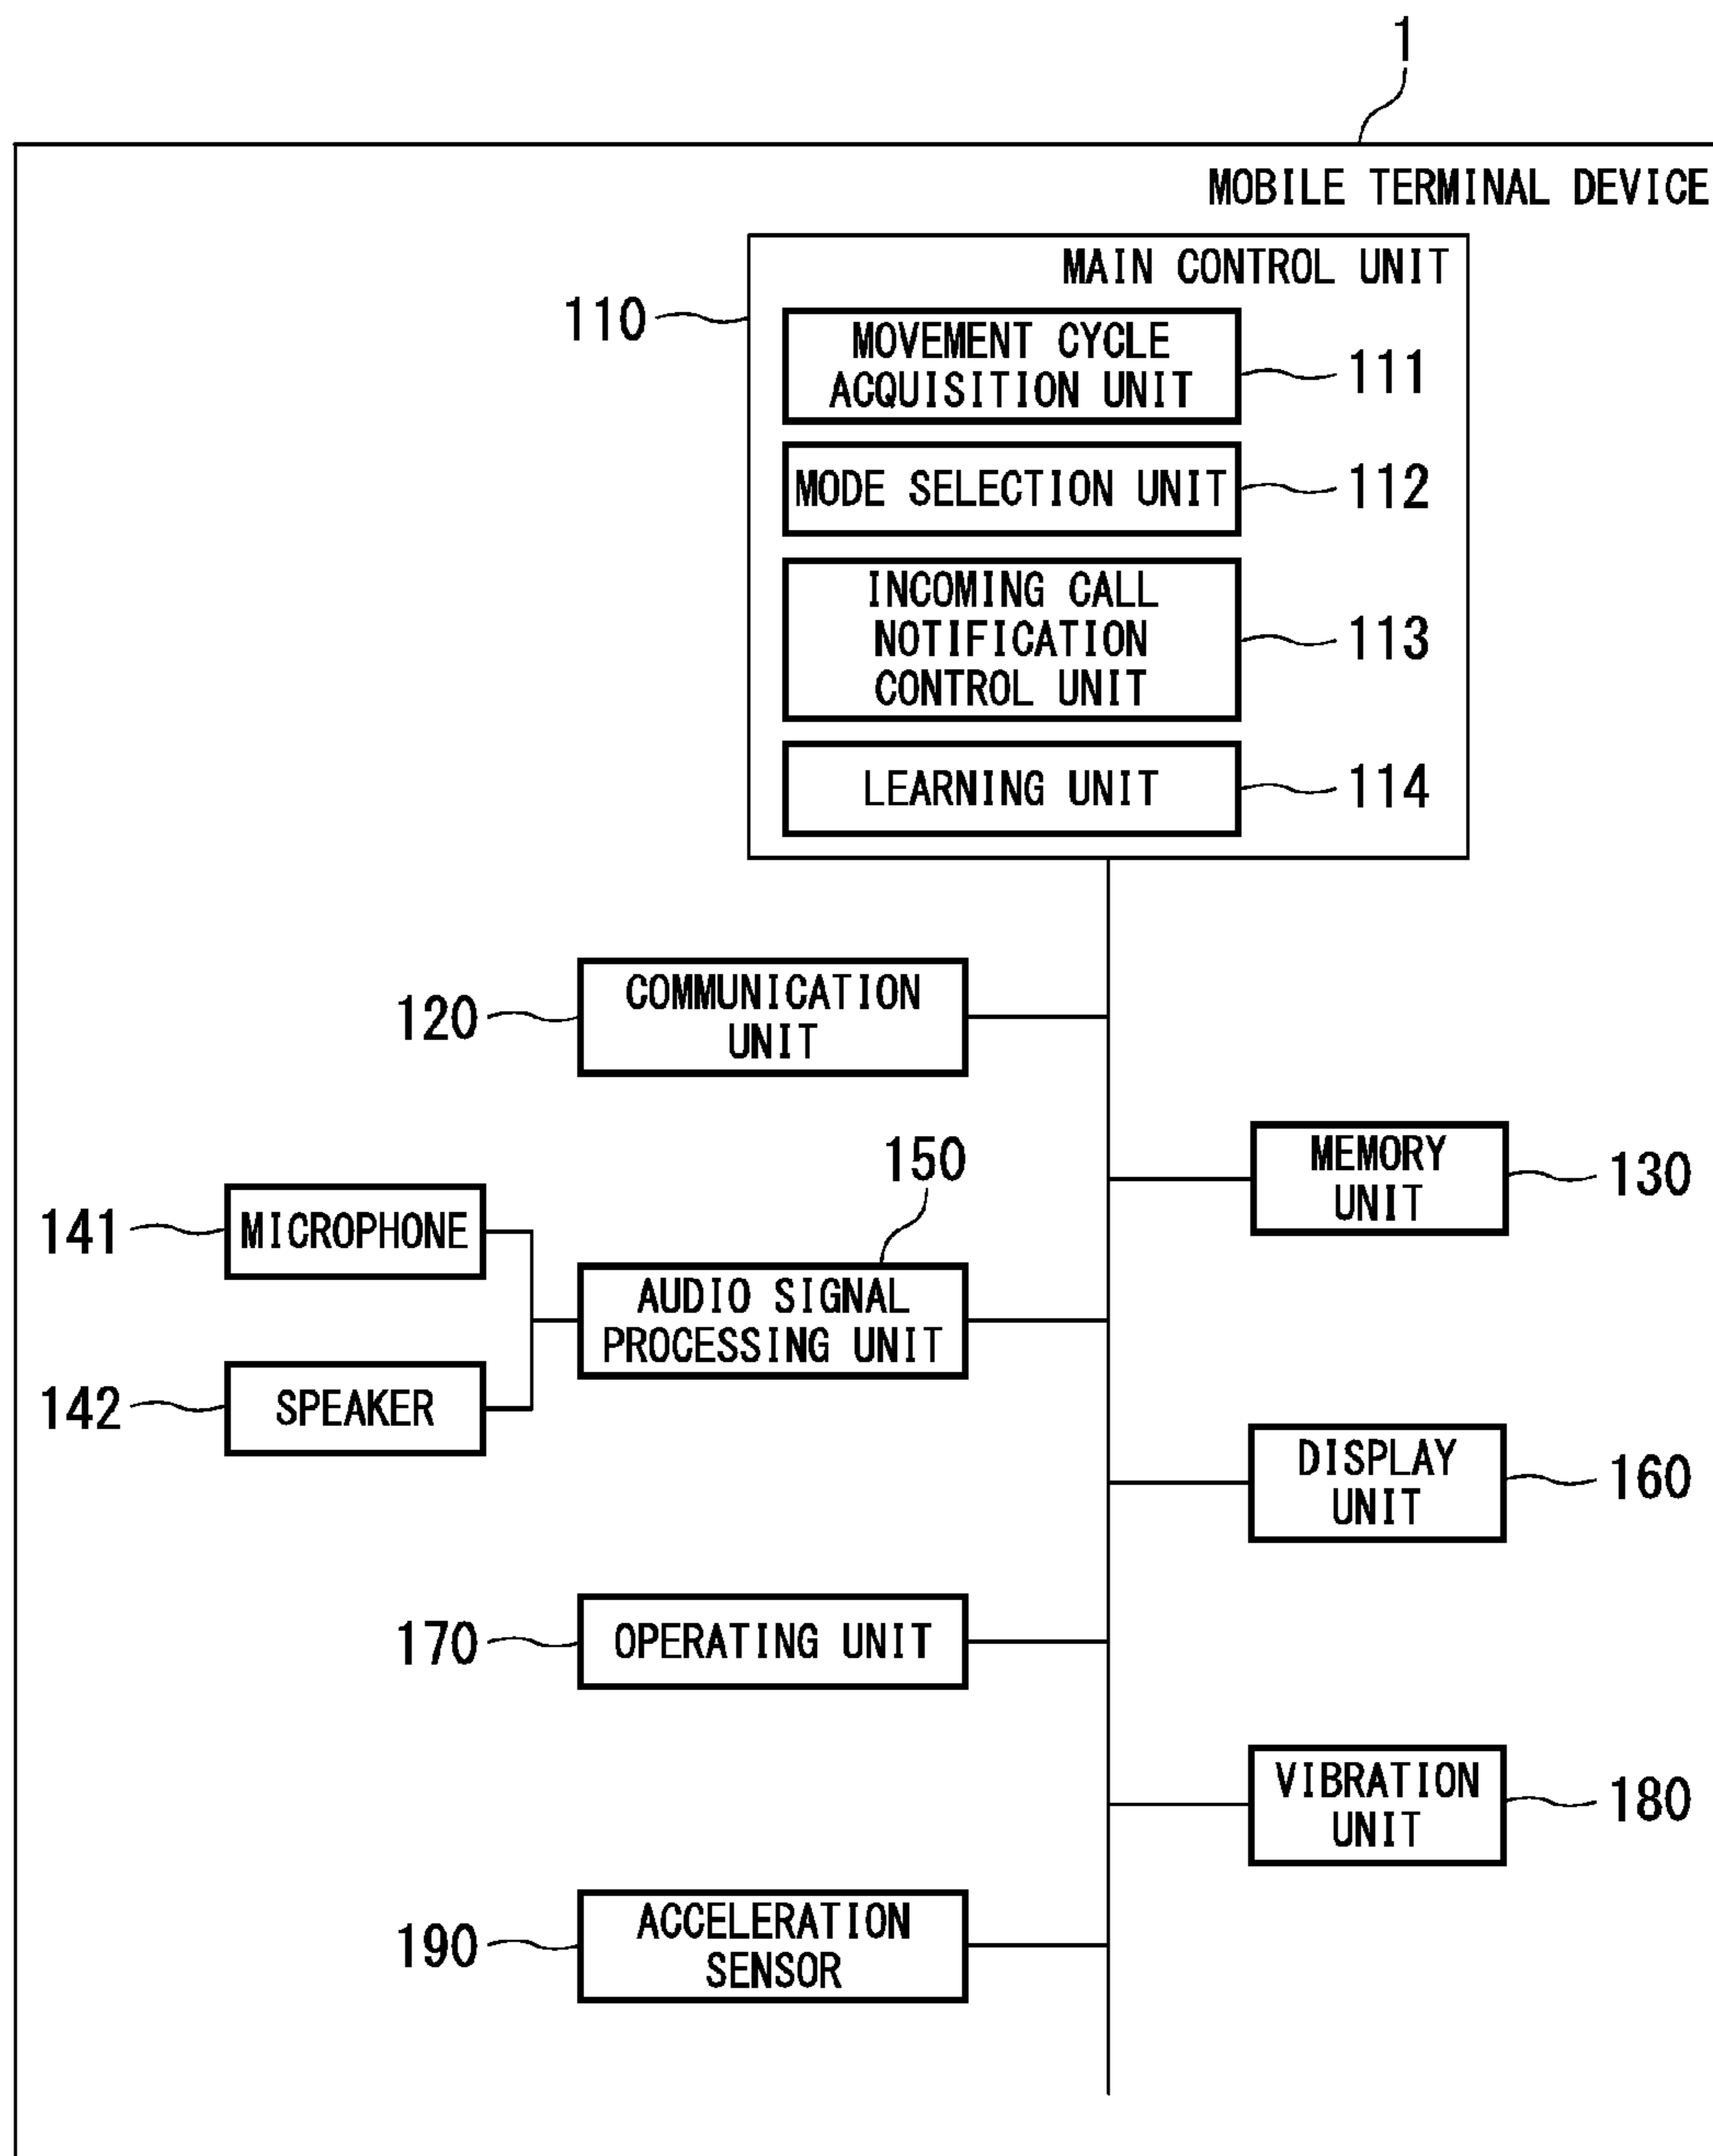 1
MOBILE TERMINAL DEVICE
MAIN CONTROL UNIT
110
MOVEMENT CYCLE
ACQUISITION UNIT
111
MODE SELECTION UNIT
112
INCOMING CALL
NOTIFICATION
CONTROL UNIT
113
LEARNING UNIT
114
120
COMMUNICATION
UNIT
MEMORY
UNIT
130
150
141
MICROPHONE
AUDIO SIGNAL
PROCESSING UNIT
142
SPEAKER
DISPLAY
UNIT
160
170
OPERATING UNIT
VIBRATION
UNIT
180
190
ACCELERATION
SENSOR